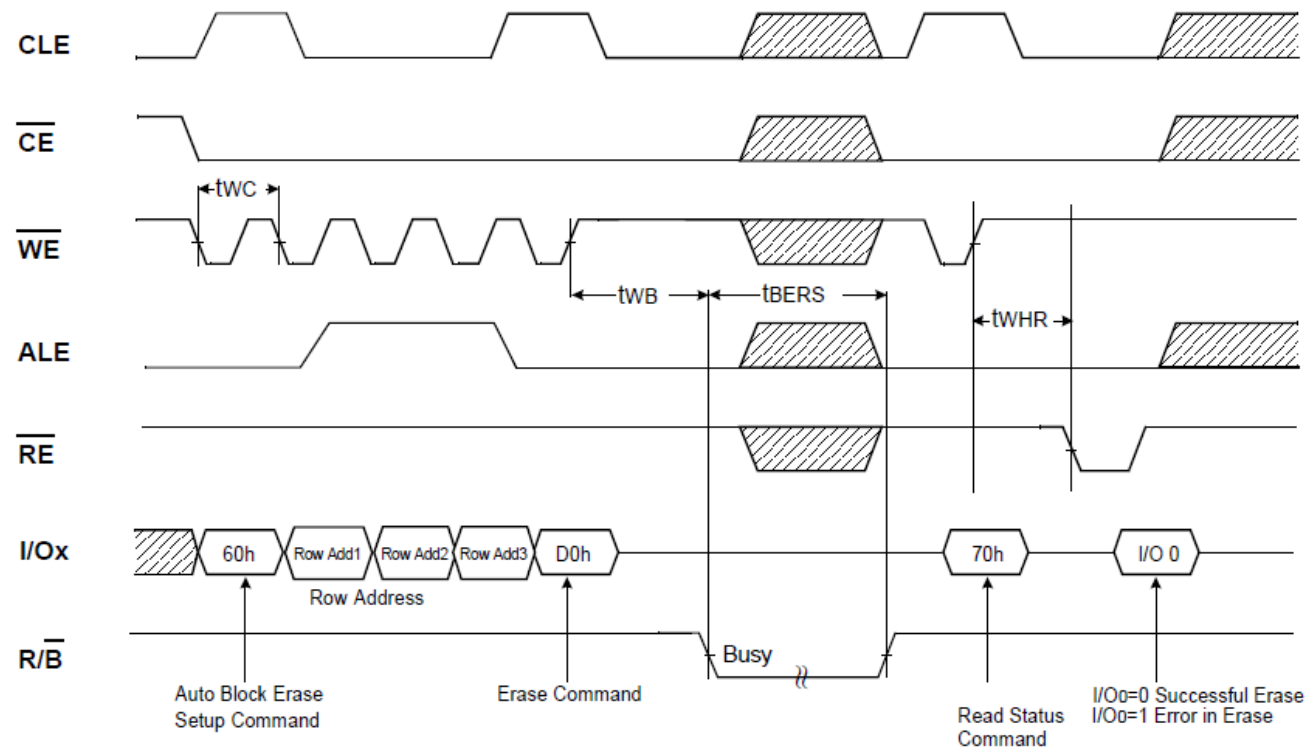 CLE
CE
tWC
WE
tWB
tBERS
tWHR
ALE
RE
I/Ox
60h
Row Add1
Row Add2
Row Add3
D0h
70h
I/O 0
Row Address
R/B
Busy
Auto Block Erase
Setup Command
Erase Command
Read Status
Command
I/O0=0 Successful Erase
I/O0=1 Error in Erase